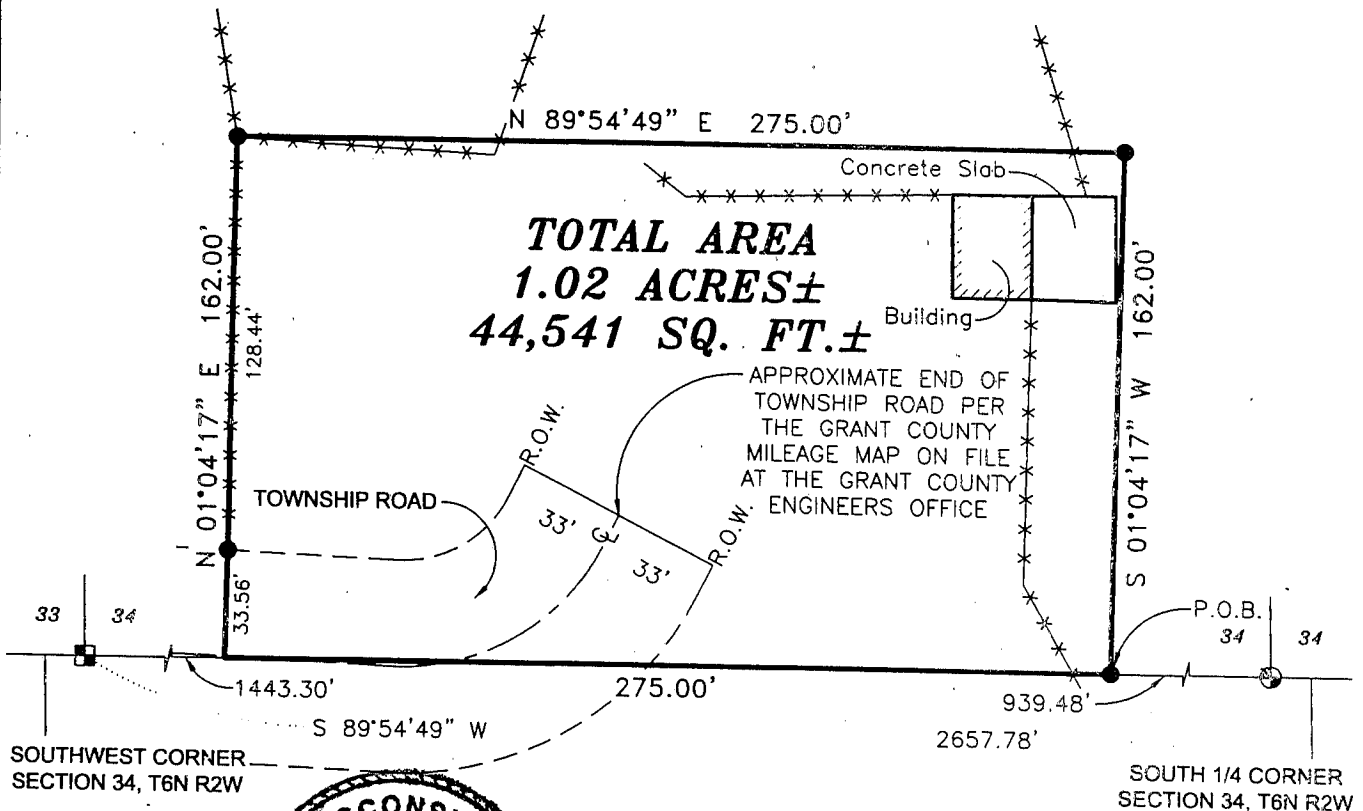 N 89°54'49" E 275.00'
Concrete Slab
TOTAL AREA
1.02 ACRES±
44,541 SQ. FT.±
Building
N 01°04'17" E 162.00'
128.44'
S 01°04'17" W 162.00'
APPROXIMATE END OF
TOWNSHIP ROAD PER
THE GRANT COUNTY
MILEAGE MAP ON FILE
AT THE GRANT COUNTY
ENGINEERS OFFICE
R.O.W.
TOWNSHIP ROAD
33'
℄
33'
R.O.W.
33.56'
33 34
P.O.B.
34 34
1443.30'
275.00'
939.48'
S 89°54'49" W
2657.78'
SOUTHWEST CORNER
SECTION 34, T6N R2W
SOUTH 1/4 CORNER
SECTION 34, T6N R2W